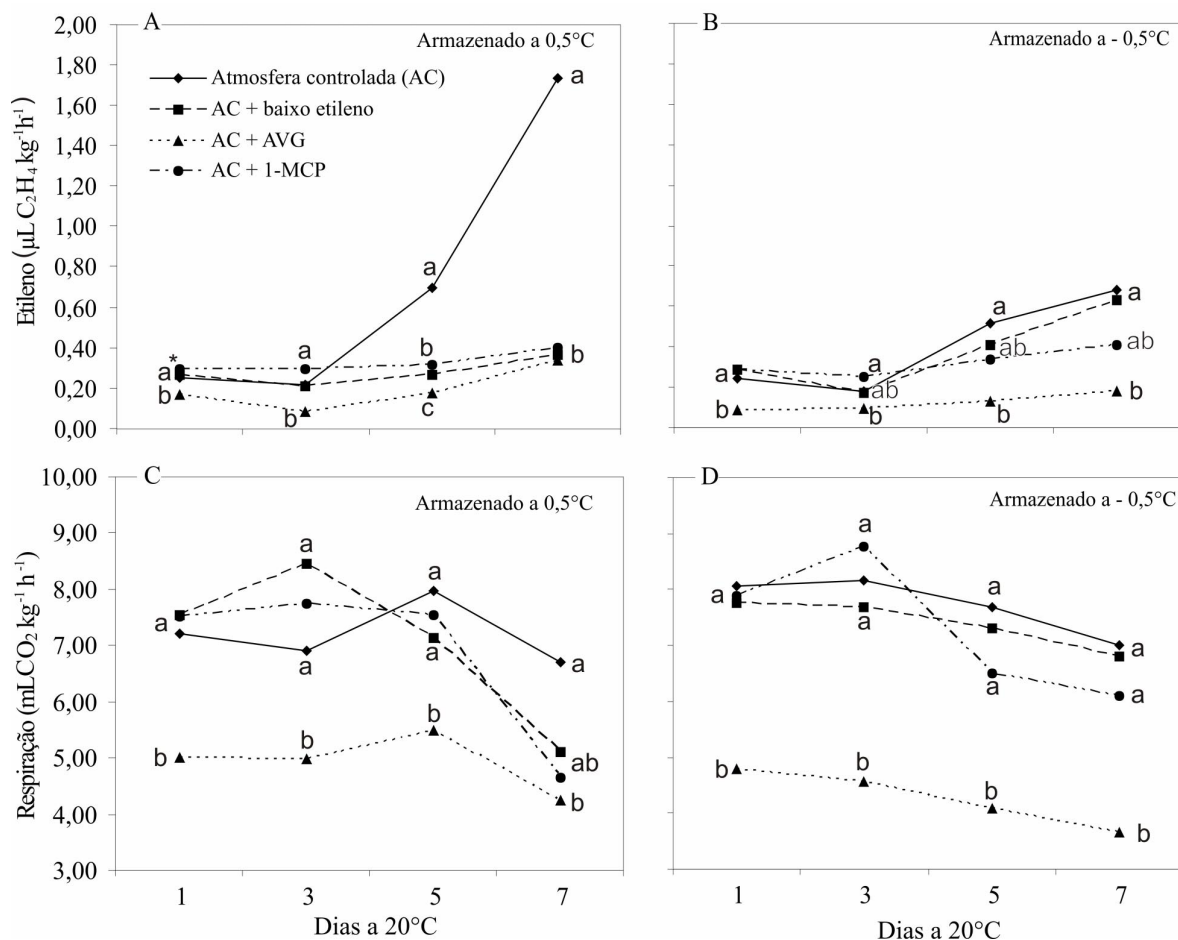 A
Armazenado a 0,5°C
Etileno (µL C₂H₄ kg⁻¹h⁻¹)
2,00
1,80
1,60
1,40
1,20
1,00
0,80
0,60
0,40
0,20
0,00
Atmosfera controlada (AC)
AC + baixo etileno
AC + AVG
AC + 1-MCP
*
a
b
a
b
a
b
c
a
b
B
Armazenado a - 0,5°C
a
b
a
ab
b
a
ab
b
a
ab
b
C
Armazenado a 0,5°C
Respiração (mLCO₂ kg⁻¹ h⁻¹)
10,00
9,00
8,00
7,00
6,00
5,00
4,00
3,00
a
b
a
a
b
a
a
b
a
ab
b
1
3
5
7
Dias a 20°C
D
Armazenado a - 0,5°C
a
b
a
a
b
a
a
b
a
a
b
1
3
5
7
Dias a 20°C